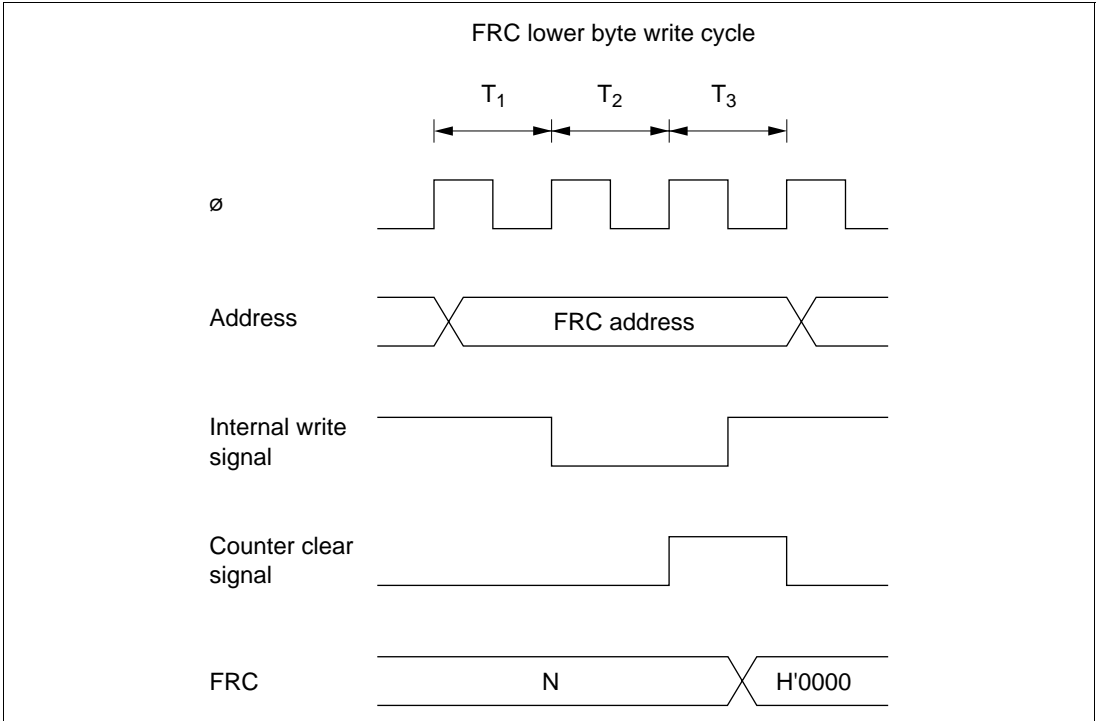 FRC lower byte write cycle
T1 T2 T3
ø
Address
FRC address
Internal write
signal
Counter clear
signal
FRC
N
H'0000